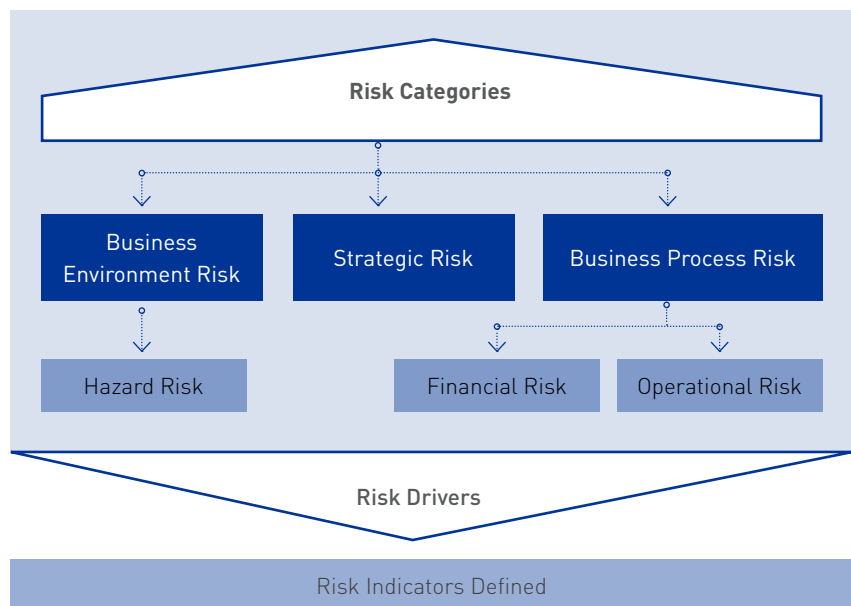 Risk Categories
Business
Environment Risk
Strategic Risk
Business Process Risk
Hazard Risk
Financial Risk
Operational Risk
Risk Drivers
Risk Indicators Defined